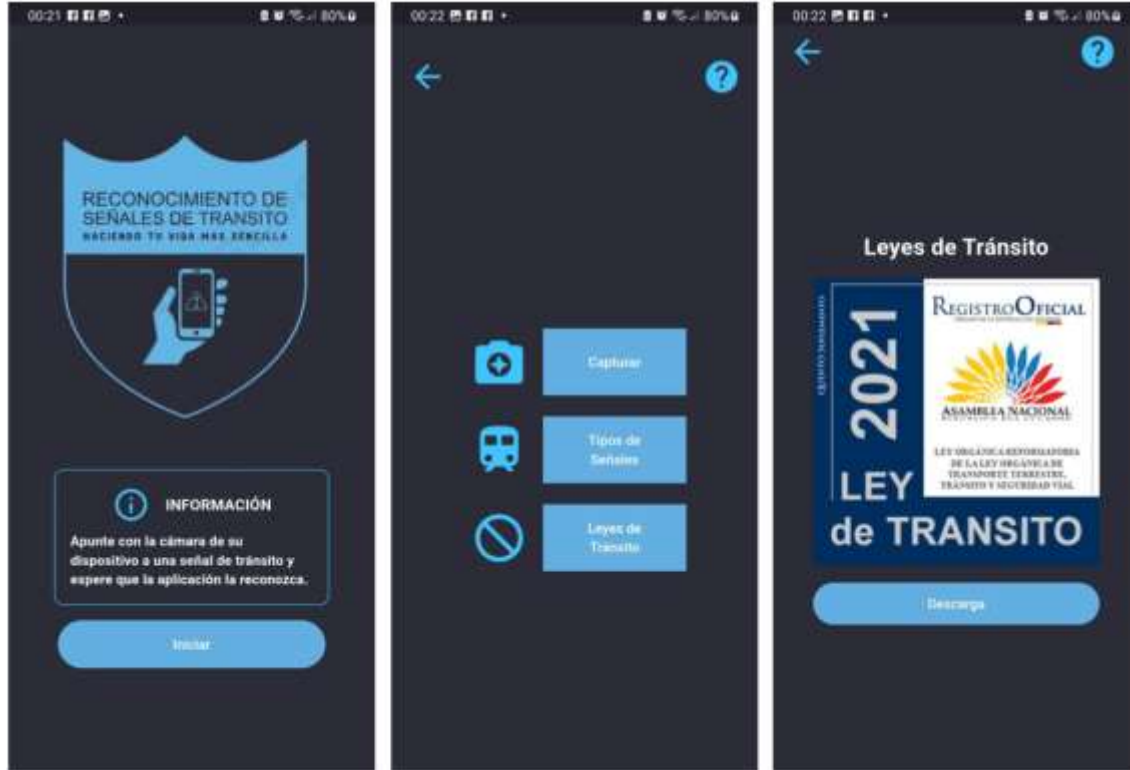 00:21
80%
RECONOCIMIENTO DE
SEÑALES DE TRANSITO
HACIENDO TU VIDA MAS SENCILLA
INFORMACIÓN
Apunte con la cámara de su
dispositivo a una señal de tránsito y
espere que la aplicación la reconozca.
Iniciar
00:22
80%
?
Capturar
Tipos de
Señales
Leyes de
Transito
00:22
80%
?
Leyes de Tránsito
2021
LEY
de TRANSITO
REGISTRO OFICIAL
ASAMBLEA NACIONAL
LEY ORGÁNICA REFORMATORIA
DE LA LEY ORGÁNICA DE
TRANSPORTE TERRESTRE,
TRÁNSITO Y SEGURIDAD VIAL
Descarga